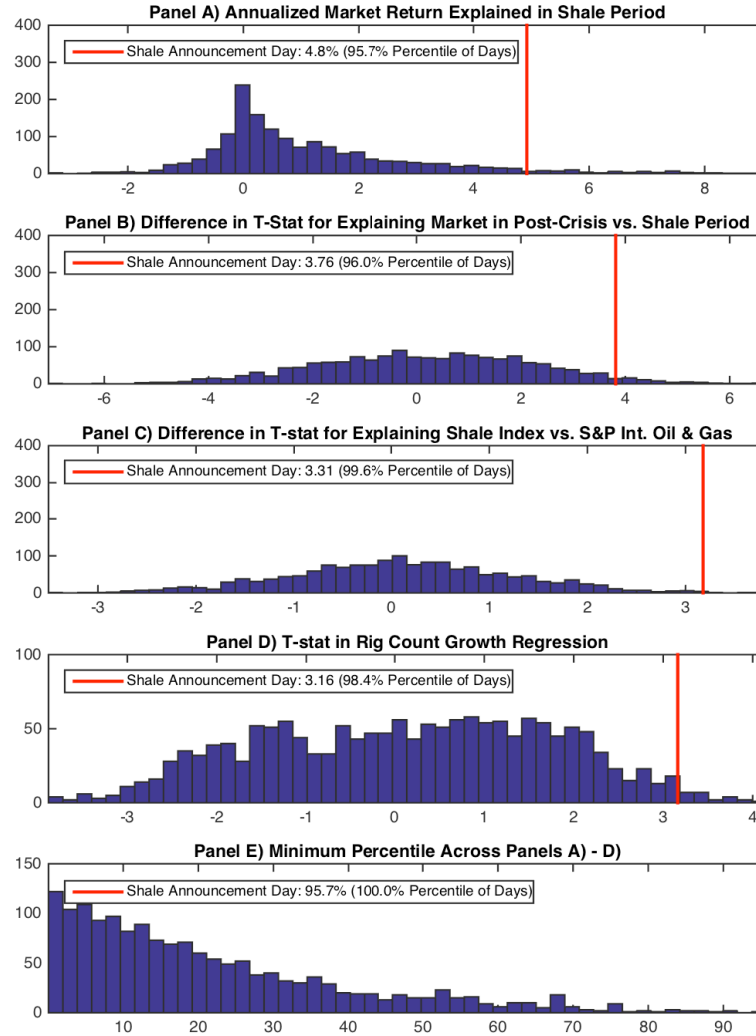 Panel A) Annualized Market Return Explained in Shale Period
400
Shale Announcement Day: 4.8% (95.7% Percentile of Days)
300
200
100
0
-2 0 2 4 6 8
Panel B) Difference in T-Stat for Explaining Market in Post-Crisis vs. Shale Period
400
Shale Announcement Day: 3.76 (96.0% Percentile of Days)
300
200
100
0
-6 -4 -2 0 2 4 6
Panel C) Difference in T-stat for Explaining Shale Index vs. S&P Int. Oil & Gas
400
Shale Announcement Day: 3.31 (99.6% Percentile of Days)
300
200
100
0
-3 -2 -1 0 1 2 3
Panel D) T-stat in Rig Count Growth Regression
100
Shale Announcement Day: 3.16 (98.4% Percentile of Days)
50
0
-3 -2 -1 0 1 2 3 4
Panel E) Minimum Percentile Across Panels A) - D)
150
Shale Announcement Day: 95.7% (100.0% Percentile of Days)
100
50
0
10 20 30 40 50 60 70 80 90